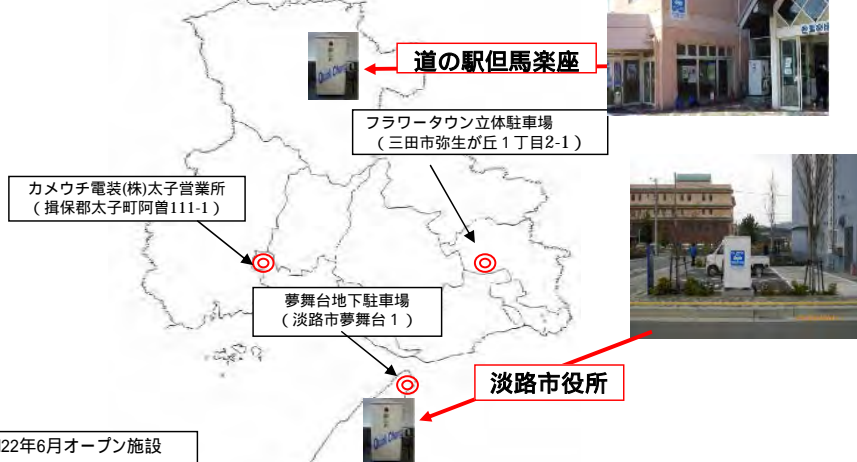 道の駅但馬楽座
フラワータウン立体駐車場
（三田市弥生が丘１丁目2-1）
カメウチ電装(株)太子営業所
（揖保郡太子町阿曽111-1）
夢舞台地下駐車場
（淡路市夢舞台１）
淡路市役所
22年6月オープン施設